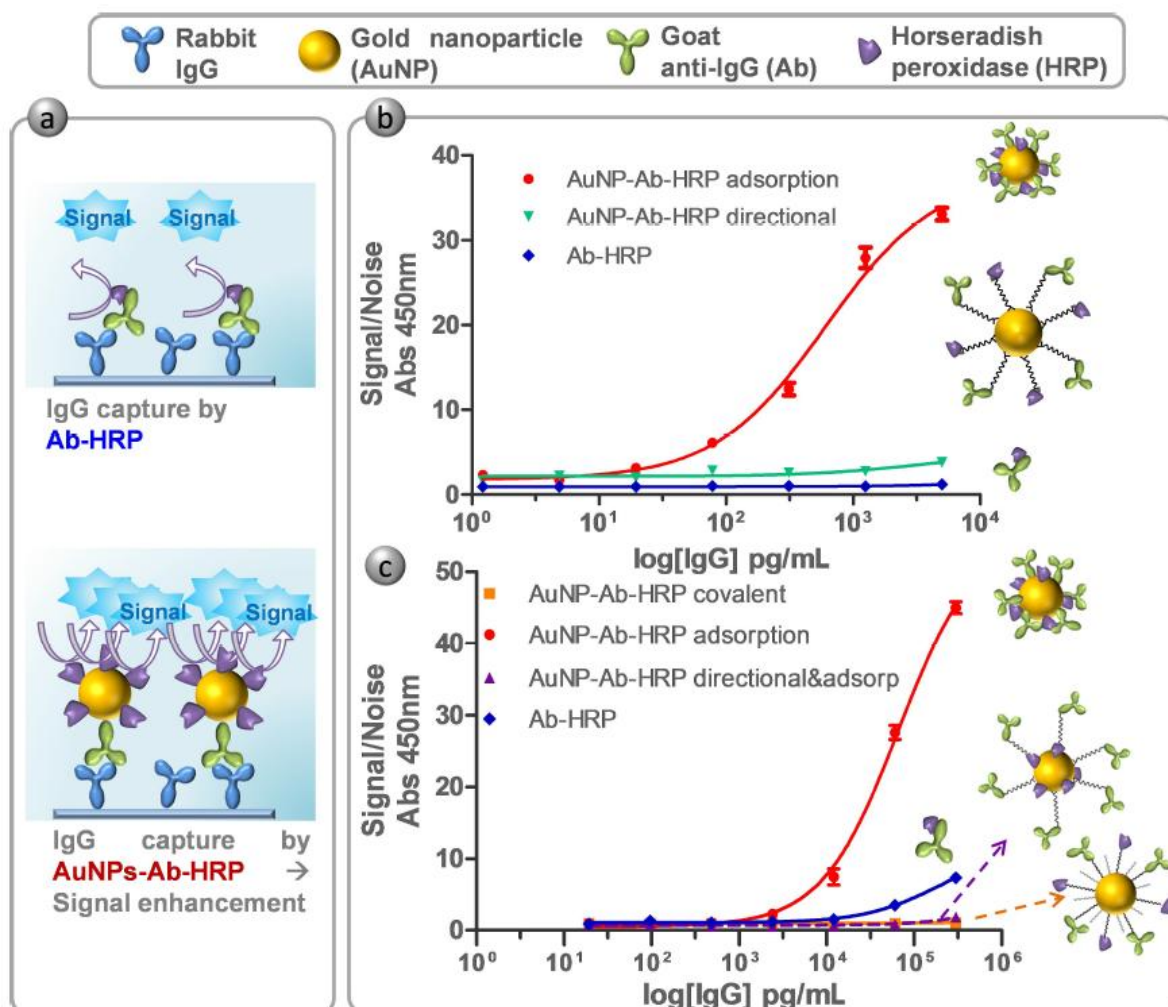 Rabbit IgG
Gold nanoparticle (AuNP)
Goat anti-IgG (Ab)
Horseradish peroxidase (HRP)
a
Signal
Signal
IgG capture by
Ab-HRP
Signal
Signal
IgG capture by
AuNPs-Ab-HRP →
Signal enhancement
b
Signal/Noise
Abs 450nm
40
30
20
10
0
AuNP-Ab-HRP adsorption
AuNP-Ab-HRP directional
Ab-HRP
10⁰ 10¹ 10² 10³ 10⁴
log[IgG] pg/mL
c
Signal/Noise
Abs 450nm
50
40
30
20
10
0
AuNP-Ab-HRP covalent
AuNP-Ab-HRP adsorption
AuNP-Ab-HRP directional&adsorp
Ab-HRP
10⁰ 10¹ 10² 10³ 10⁴ 10⁵ 10⁶
log[IgG] pg/mL